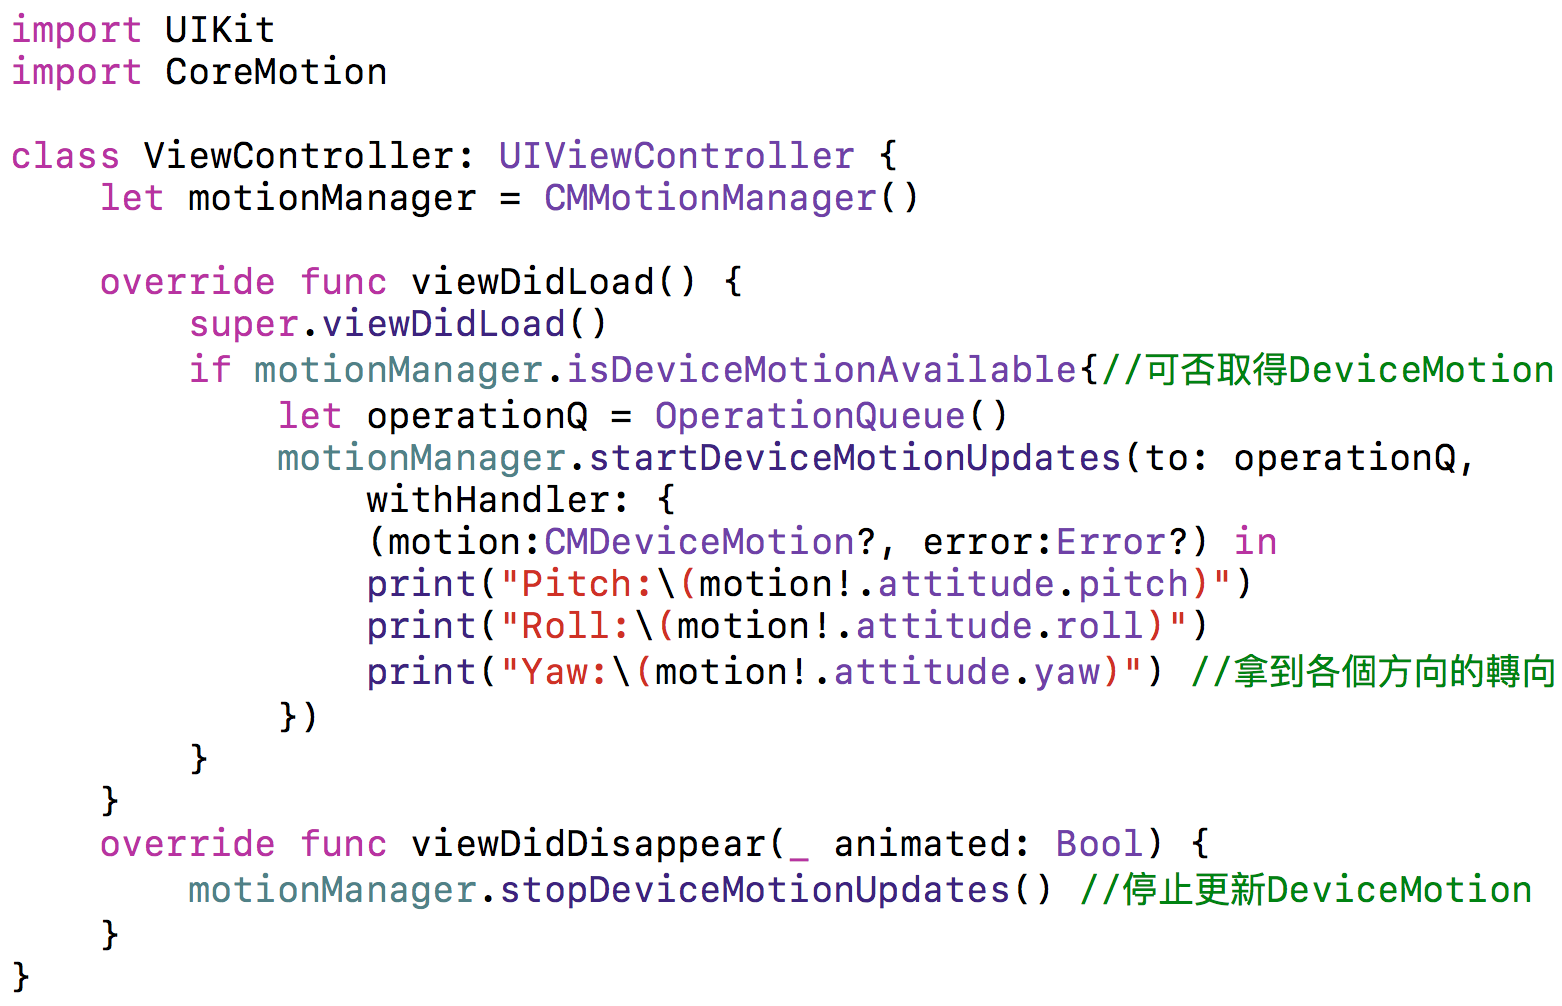 import UIKit
import CoreMotion
class ViewController: UIViewController {
let motionManager = CMMotionManager()
override func viewDidLoad() {
super.viewDidLoad()
if motionManager.isDeviceMotionAvailable{//可否取得DeviceMotion
let operationQ = OperationQueue()
motionManager.startDeviceMotionUpdates(to: operationQ,
withHandler: {
(motion:CMDeviceMotion?, error:Error?) in
print("Pitch:\(motion!.attitude.pitch)")
print("Roll:\(motion!.attitude.roll)")
print("Yaw:\(motion!.attitude.yaw)") //拿到各個方向的轉向
})
}
}
override func viewDidDisappear(_ animated: Bool) {
motionManager.stopDeviceMotionUpdates() //停止更新DeviceMotion
}
}